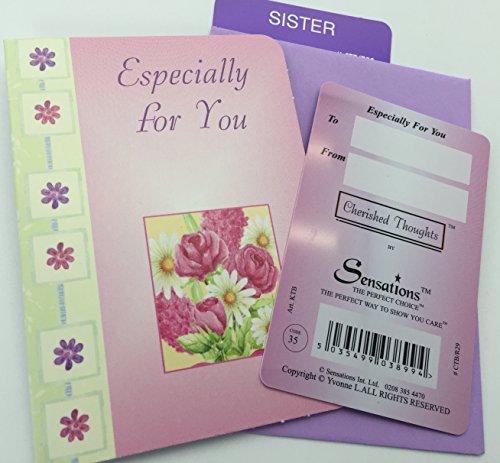 SISTER
Especially
for You
Especially For You
To
From
Cherished Thoughts™
BY
Sensations™
THE PERFECT CHOICE™
THE PERFECT WAY TO SHOW YOU CARE™
Art. KTB
CODE
35
5 035499 038994
# CTB/R29
© Sensations Int. Ltd. 0208 385 4470
Copyright © Yvonne L.ALL RIGHTS RESERVED